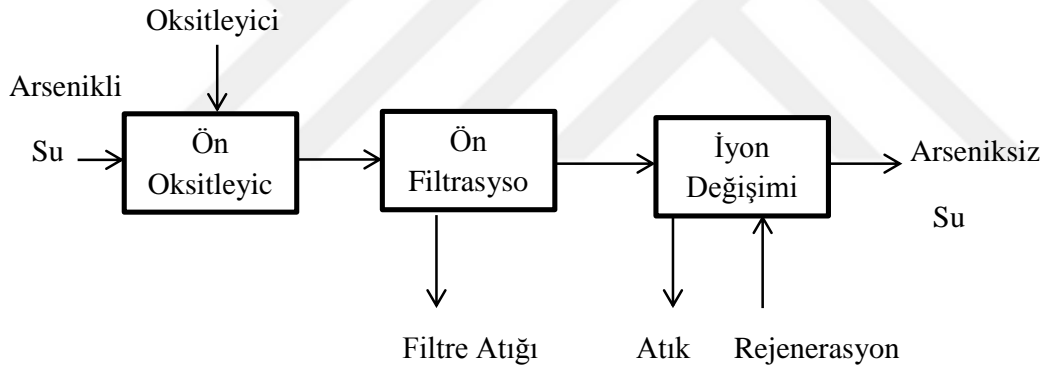 Oksitleyici
Arsenikli
Su
Ön
Oksitleyic
Ön
Filtrasyso
İyon
Değişimi
Arseniksiz
Su
Filtre Atığı
Atık
Rejenerasyon